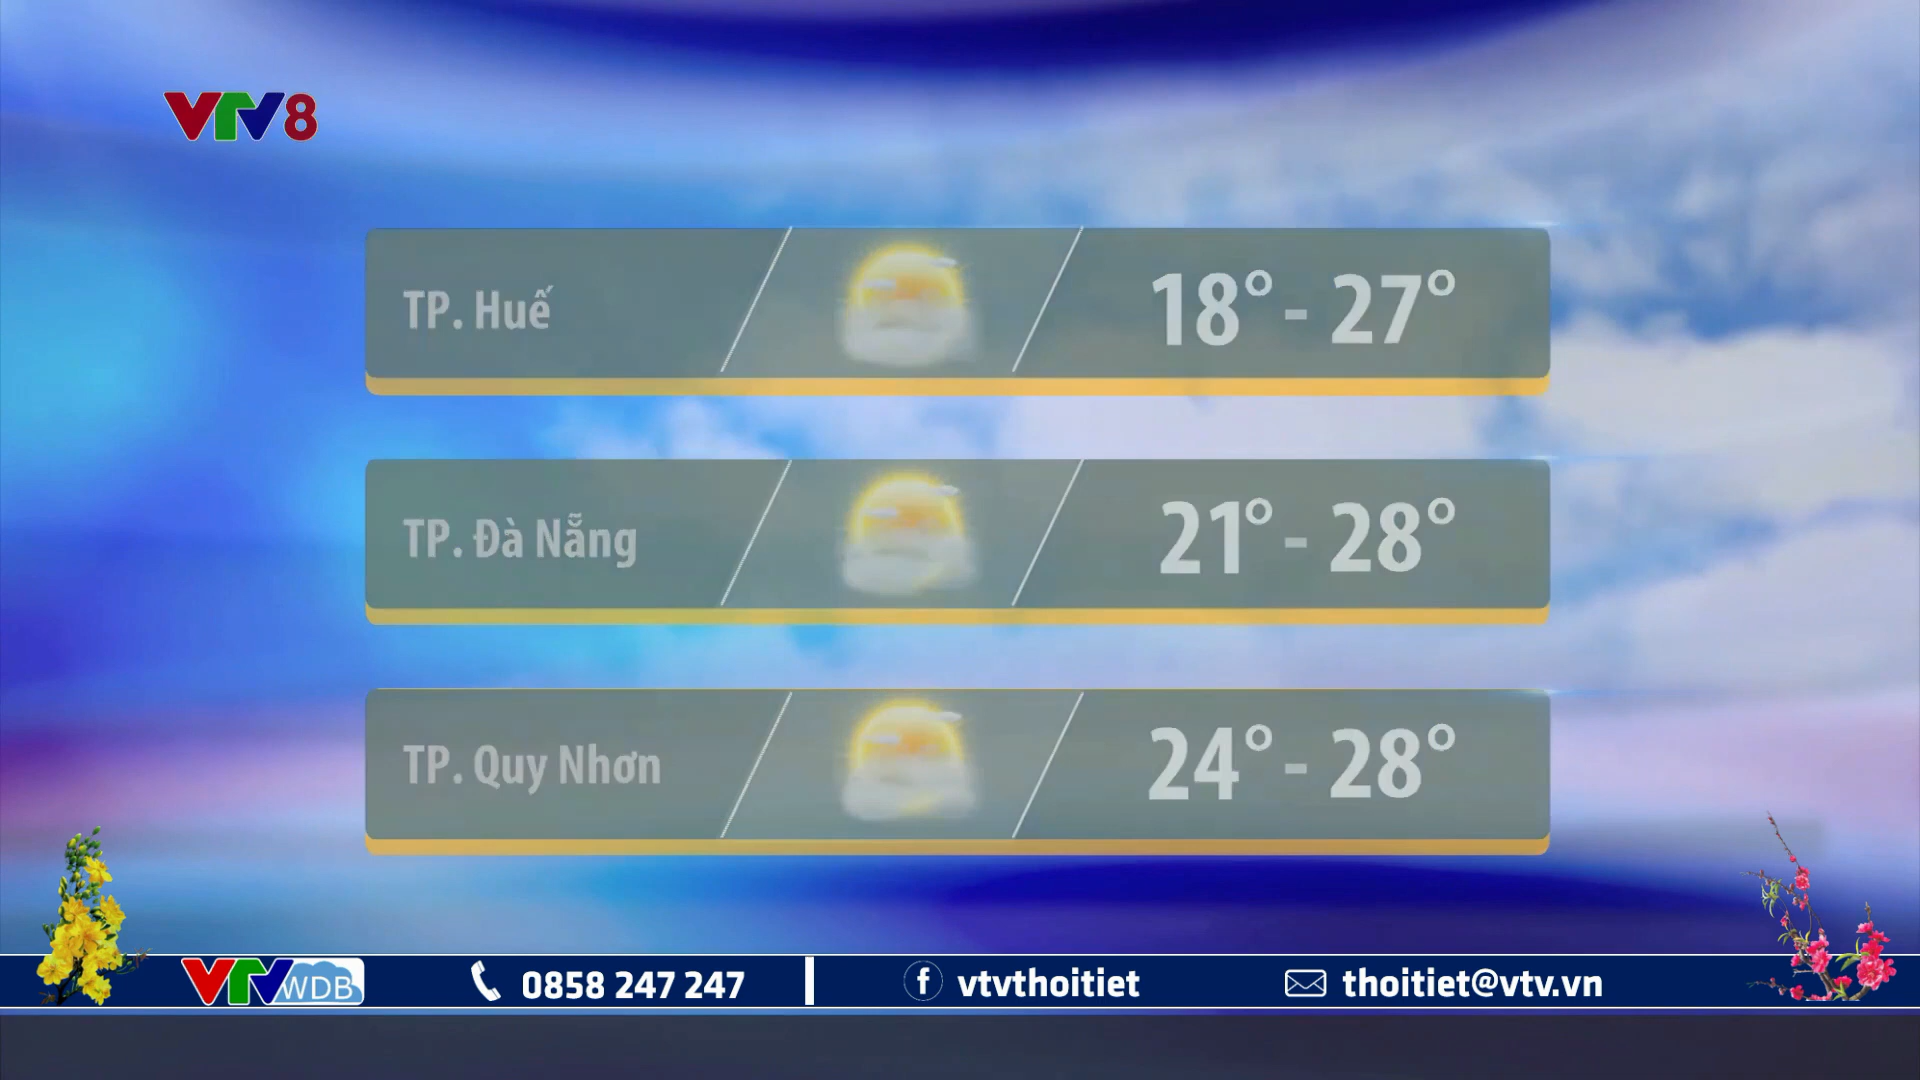 VTV8
TP. Huế 18° - 27°
TP. Đà Nẵng 21° - 28°
TP. Quy Nhơn 24° - 28°
VTV WDB 0858 247 247 vtvthoitiet thoitiet@vtv.vn